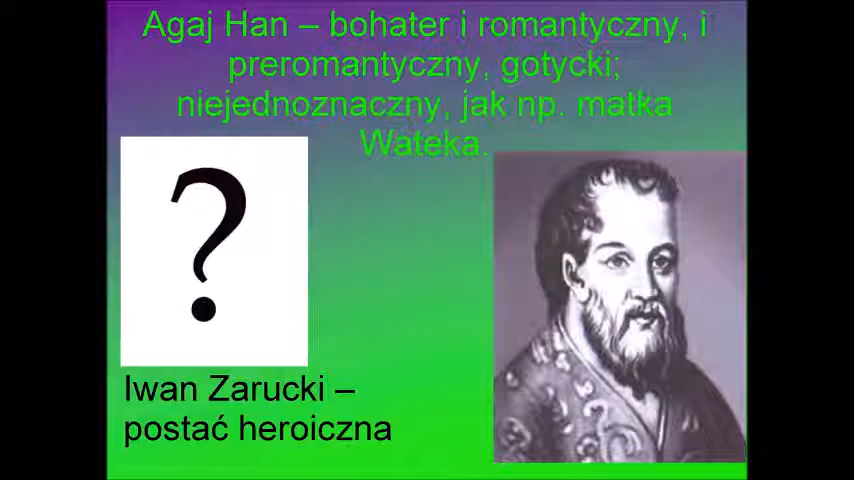 Agaj Han – bohater i romantyczny, i
preromantyczny, gotycki;
niejednoznaczny, jak np. matka
Wateka.
?
Iwan Zarucki –
postać heroiczna